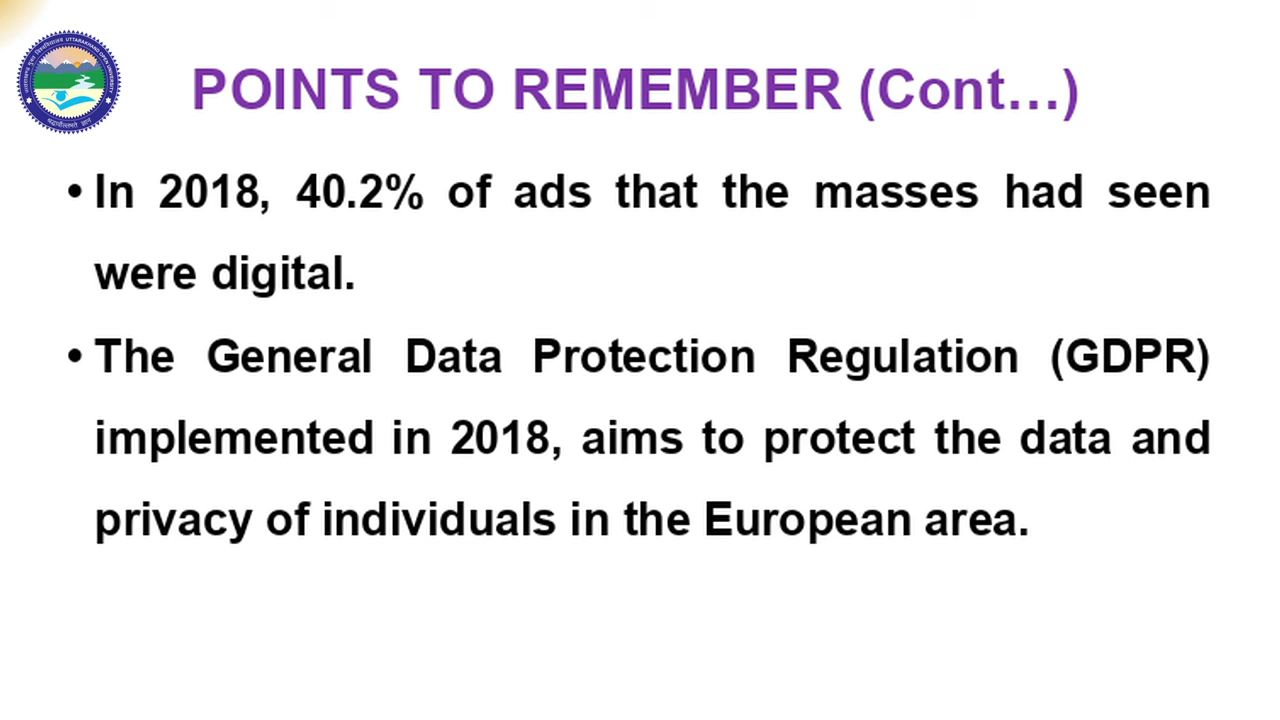 POINTS TO REMEMBER (Cont...)
• In 2018, 40.2% of ads that the masses had seen
were digital.
• The General Data Protection Regulation (GDPR)
implemented in 2018, aims to protect the data and
privacy of individuals in the European area.